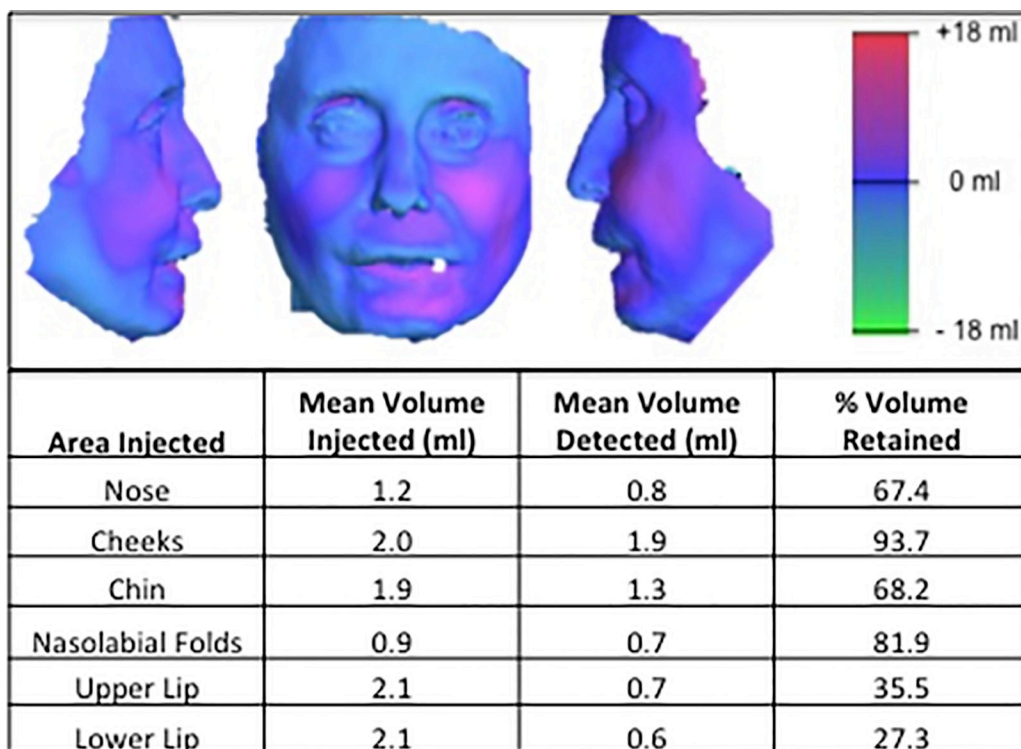 +18 ml
0 ml
- 18 ml
Area Injected Mean Volume Injected (ml) Mean Volume Detected (ml) % Volume Retained
Nose 1.2 0.8 67.4
Cheeks 2.0 1.9 93.7
Chin 1.9 1.3 68.2
Nasolabial Folds 0.9 0.7 81.9
Upper Lip 2.1 0.7 35.5
Lower Lip 2.1 0.6 27.3